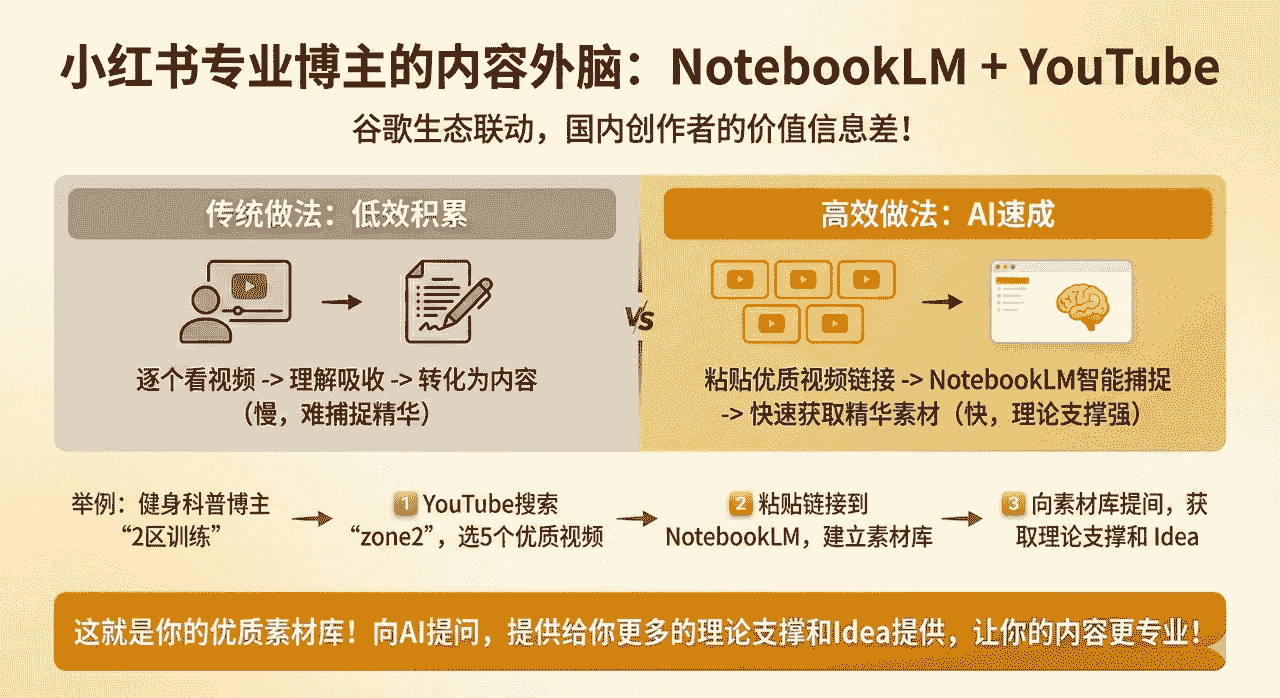 小红书专业博主的内容外脑：NotebookLM + YouTube
谷歌生态联动，国内创作者的价值信息差！
传统做法：低效积累
逐个看视频 -> 理解吸收 -> 转化为内容
（慢，难捕捉精华）
VS
高效做法：AI速成
粘贴优质视频链接 -> NotebookLM智能捕捉
-> 快速获取精华素材（快，理论支撑强）
举例：健身科普博主
“2区训练”
1 YouTube搜索
“zone2”，选5个优质视频
2 粘贴链接到
NotebookLM，建立素材库
3 向素材库提间，获
取理论支撑和 Idea
这就是你的优质素材库！向AI提问，提供给你更多的理论支撑和Idea提供，让你的内容更专业！